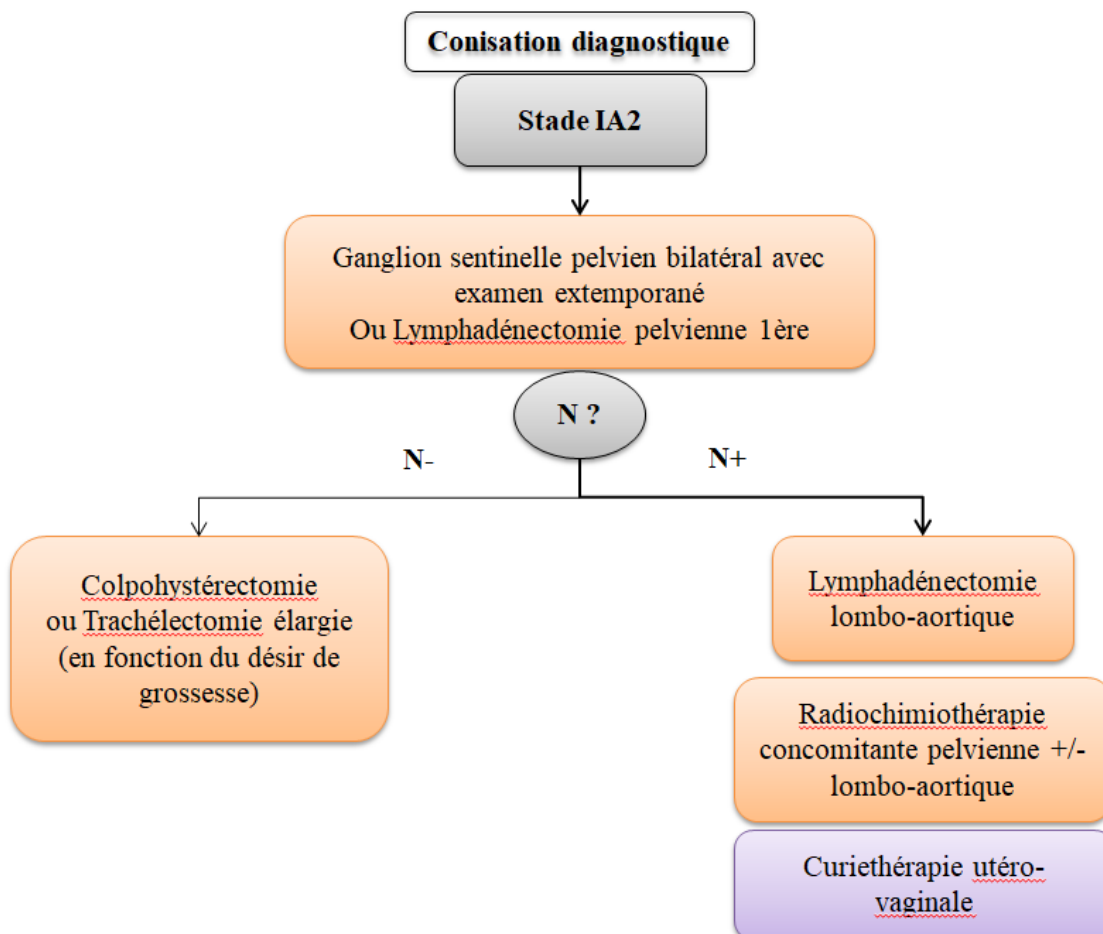 Conisation diagnostique
Stade IA2
Ganglion sentinelle pelvien bilatéral avec
examen extemporané
Ou Lymphadénectomie pelvienne 1ère
N ?
N-
N+
Colpohystérectomie
ou Trachélectomie élargie
(en fonction du désir de
grossesse)
Lymphadénectomie
lombo-aortique
Radiochimiothérapie
concomitante pelvienne +/-
lombo-aortique
Curiethérapie utéro-
vaginale